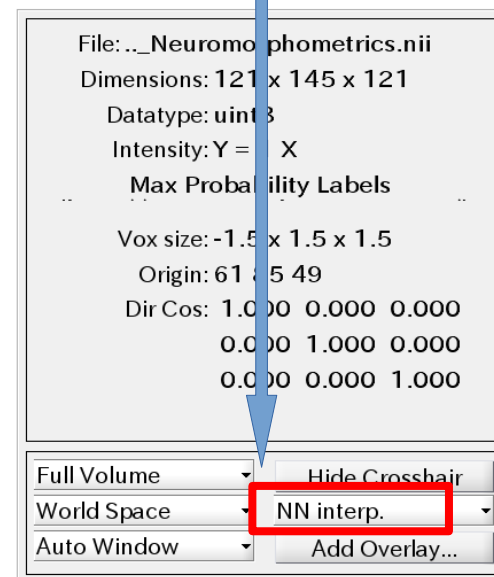 File: .._Neuromorphometrics.nii
Dimensions: 121 x 145 x 121
Datatype: uint8
Intensity: Y = X
Max Probability Labels
Vox size: -1.5 x 1.5 x 1.5
Origin: 61 49
Dir Cos: 1.000 0.000 0.000
0.000 1.000 0.000
0.000 0.000 1.000
Full Volume Hide Crosshair
World Space NN interp.
Auto Window Add Overlay...